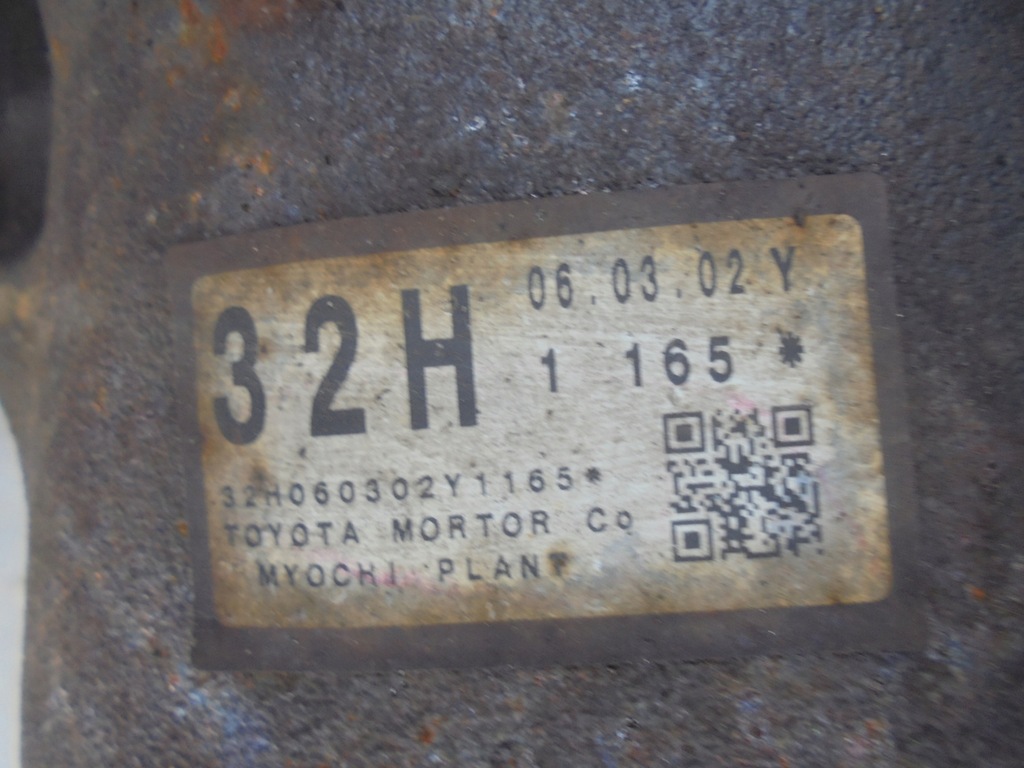 32H 06.03.02 Y
1 165 *
32H060302Y1165*
TOYOTA MORTOR Co
MYOCHI PLANT